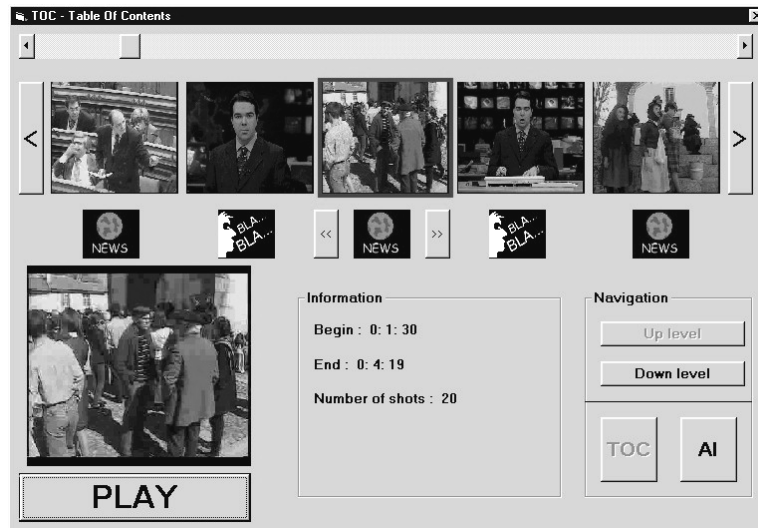 TOC - Table Of Contents
<
>
NEWS
BLA...
BLA...
<<
NEWS
>>
BLA...
BLA...
NEWS
Information
Begin : 0: 1: 30
End : 0: 4: 19
Number of shots : 20
Navigation
Up level
Down level
TOC
AI
PLAY